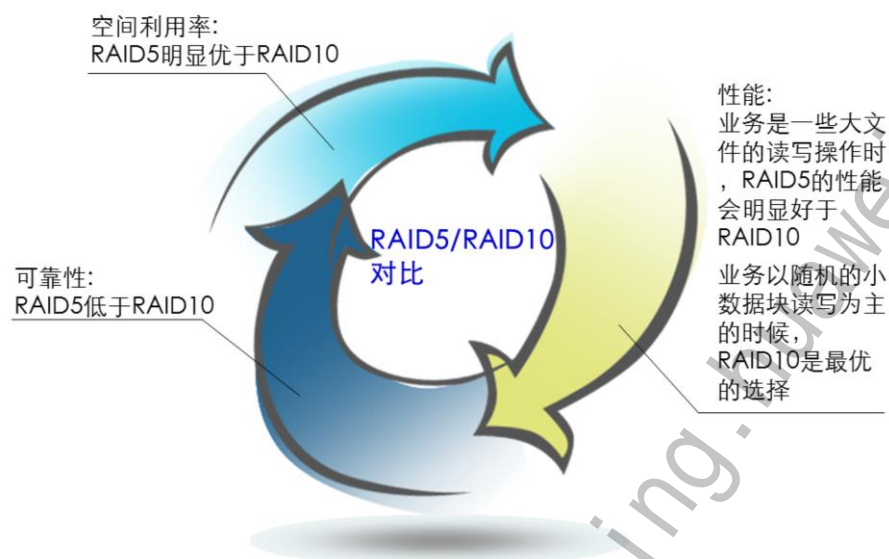 空间利用率:
RAID5明显优于RAID10
性能:
业务是一些大文
件的读写操作时
，RAID5的性能
会明显好于
RAID10
业务以随机的小
数据块读写为主
的时候，
RAID10是最优
的选择
RAID5/RAID10
对比
可靠性:
RAID5低于RAID10
ing.huawei